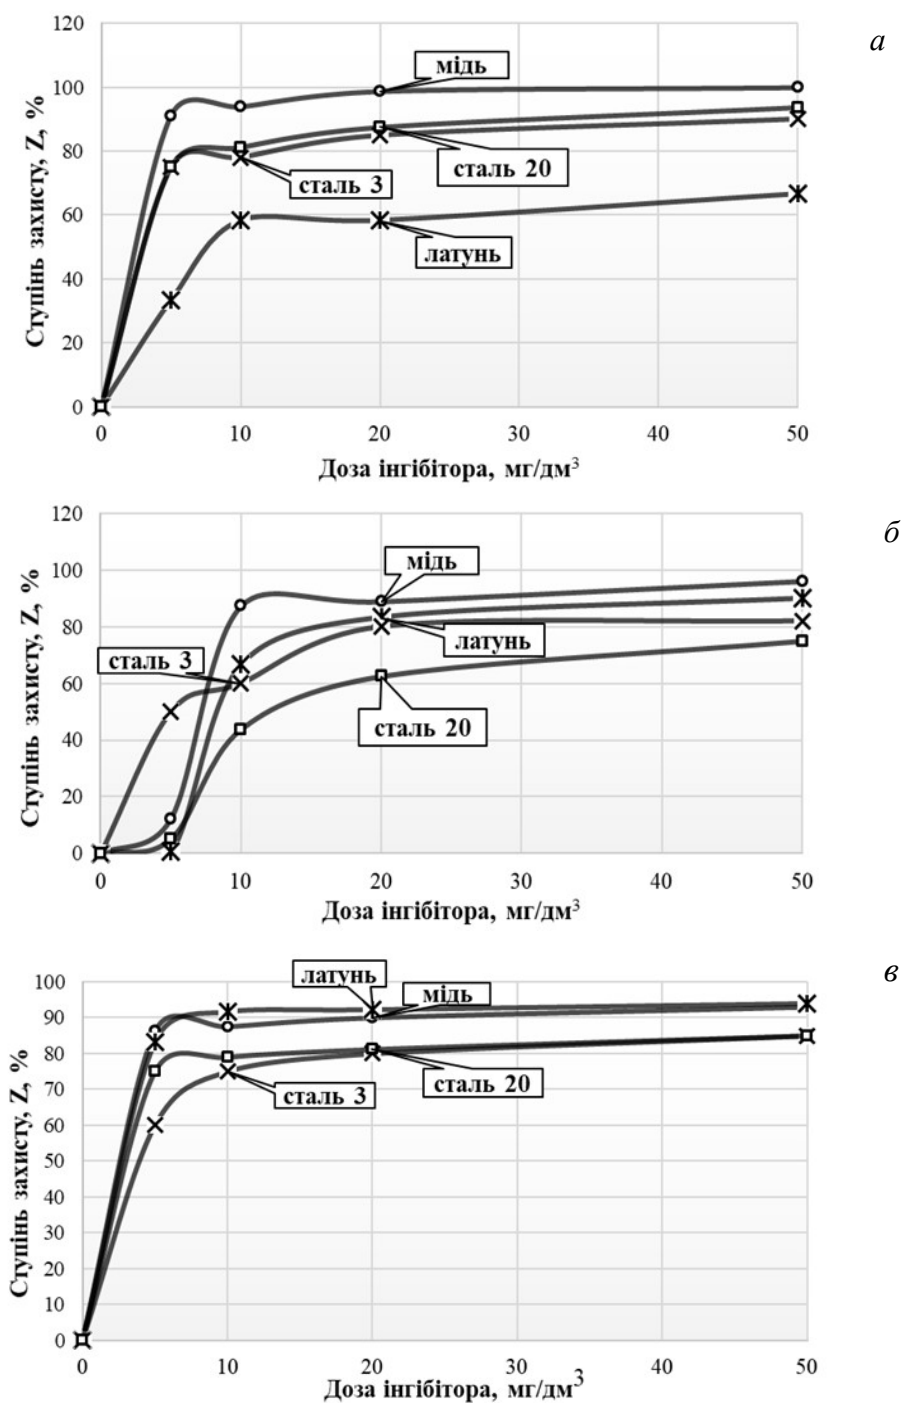 120
а
мідь
100
80
сталь 20
сталь 3
60
латунь
40
20
0
Ступінь захисту, Z, %
0 10 20 30 40 50
Доза інгібітора, мг/дм³
120
б
мідь
100
80
латунь
сталь 3
60
сталь 20
40
20
0
Ступінь захисту, Z, %
0 10 20 30 40 50
Доза інгібітора, мг/дм³
в
латунь
100
мідь
90
80
сталь 20
сталь 3
70
60
50
40
30
20
10
0
Ступінь захисту, Z, %
0 10 20 30 40 50
Доза інгібітора, мг/дм³